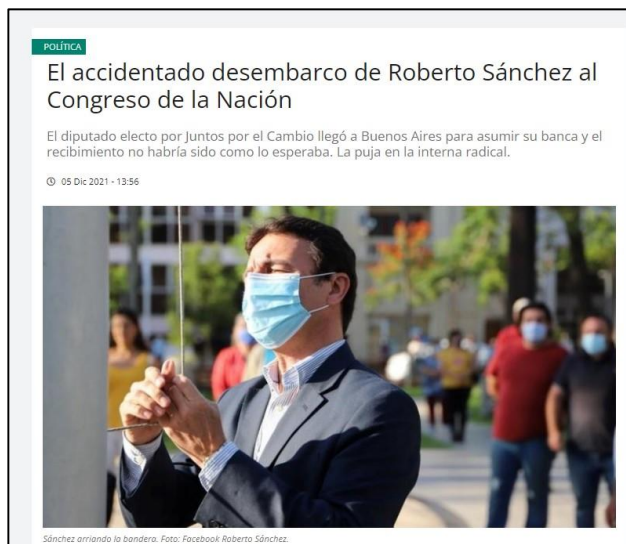 POLÍTICA
El accidentado desembarco de Roberto Sánchez al
Congreso de la Nación
El diputado electo por Juntos por el Cambio llegó a Buenos Aires para asumir su banca y el
recibimiento no habría sido como lo esperaba. La puja en la interna radical.
05 Dic 2021 - 13:56
Sánchez arriando la bandera. Foto: Facebook Roberto Sánchez.